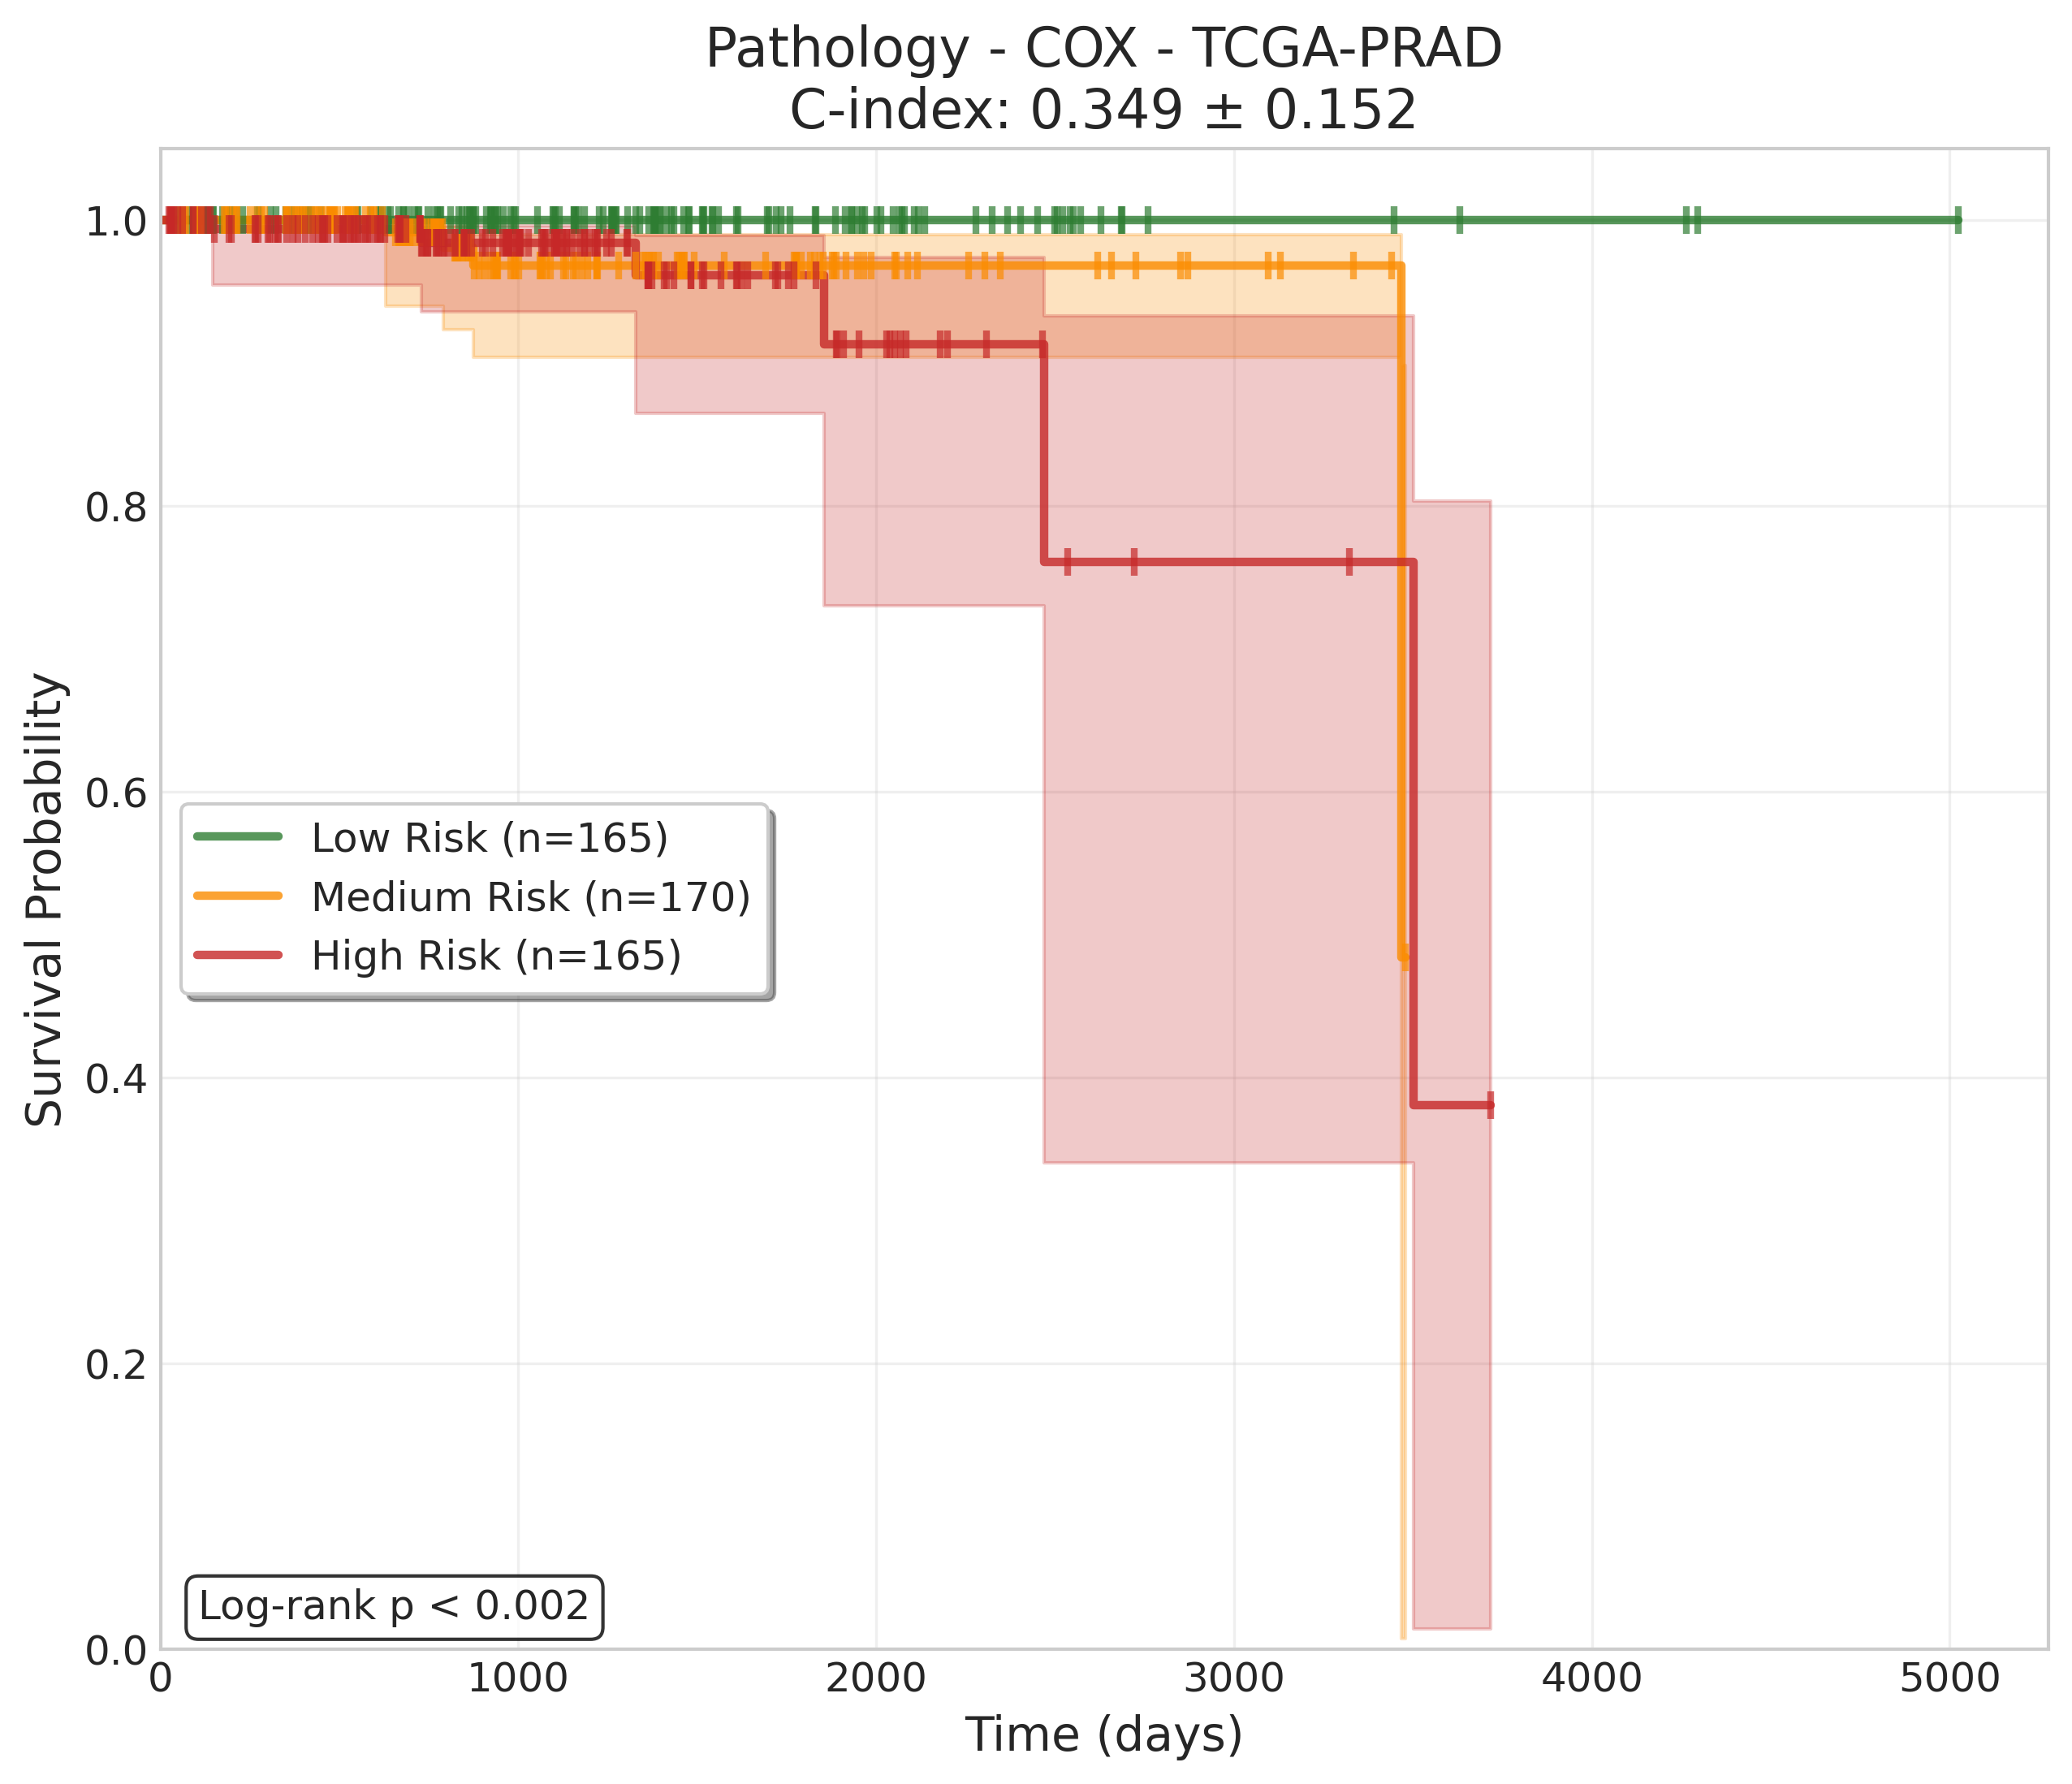 Pathology - COX - TCGA-PRAD
C-index: 0.349 ± 0.152
Survival Probability
1.0
0.8
0.6
0.4
0.2
0.0
Low Risk (n=165)
Medium Risk (n=170)
High Risk (n=165)
Log-rank p < 0.002
0 1000 2000 3000 4000 5000
Time (days)